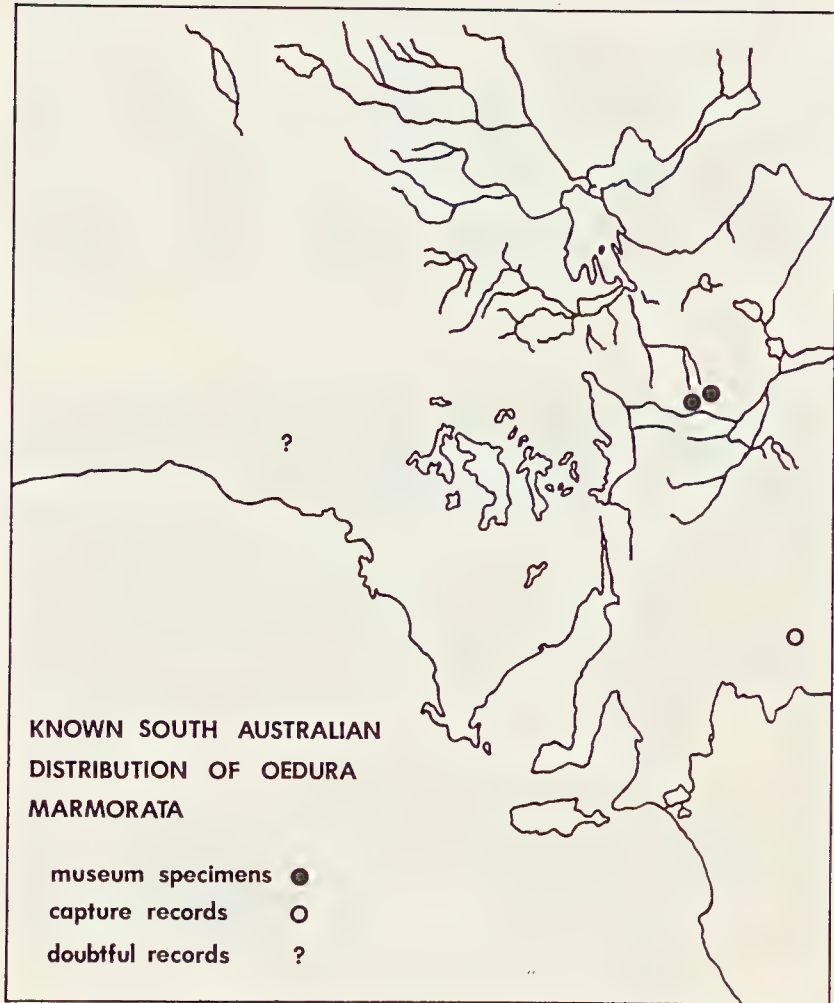 ?
KNOWN SOUTH AUSTRALIAN
DISTRIBUTION OF OEDURA
MARMORATA
museum specimens
capture records
doubtful records ?